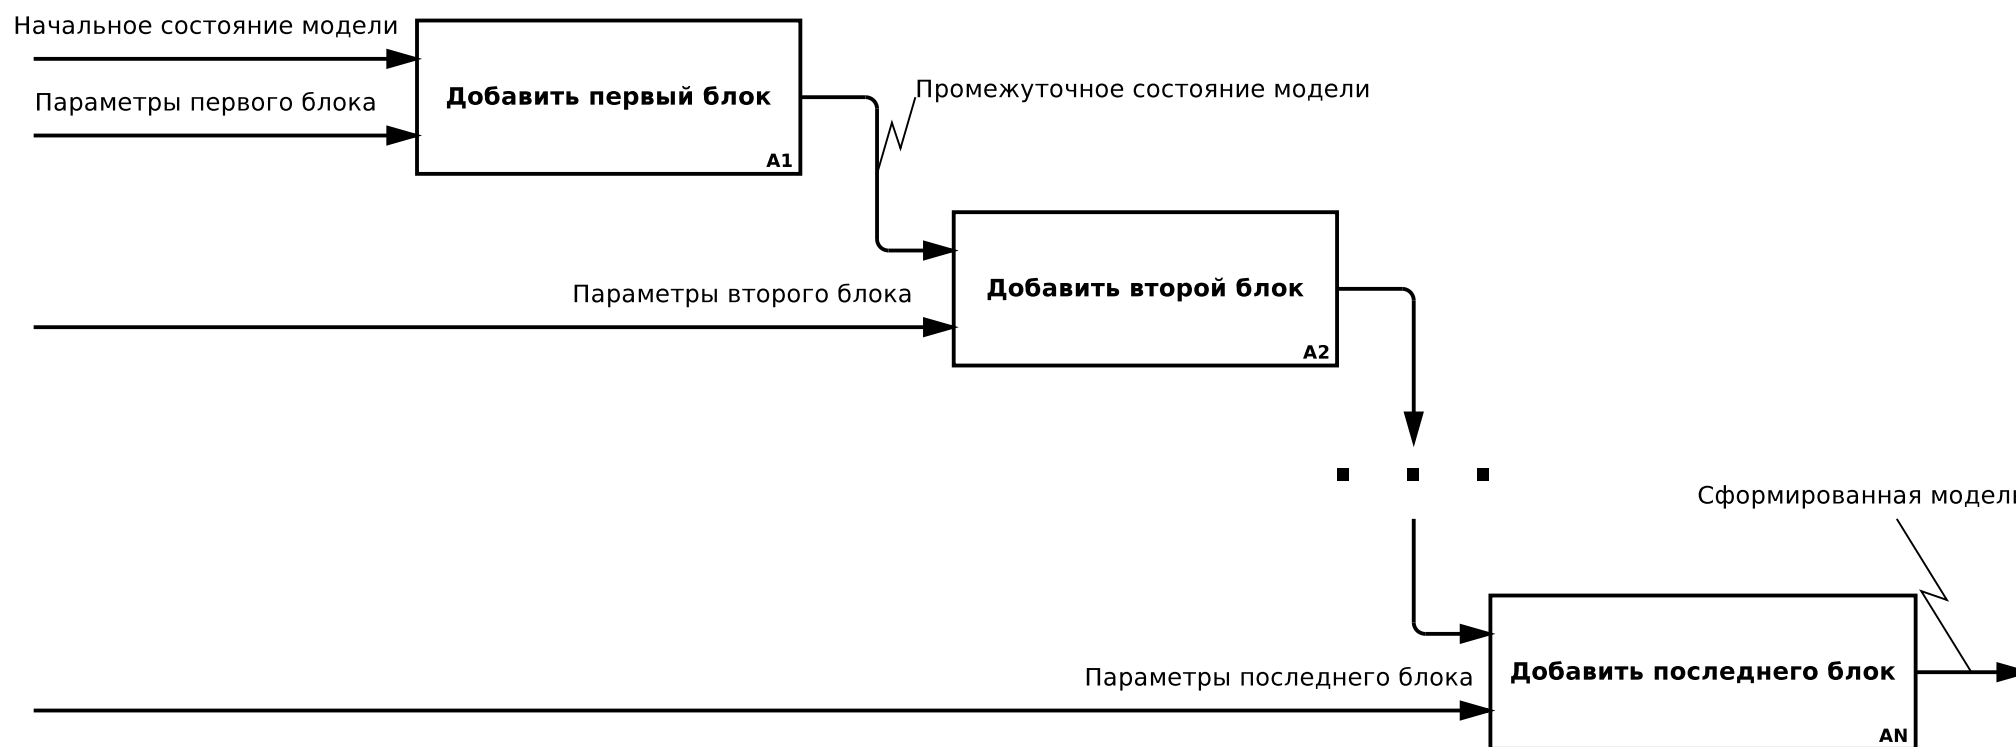 Начальное состояние модели
Параметры первого блока
Добавить первый блок
A1
Промежуточное состояние модели
Параметры второго блока
Добавить второй блок
A2
Сформированная модель
Параметры последнего блока
Добавить последнего блок
AN